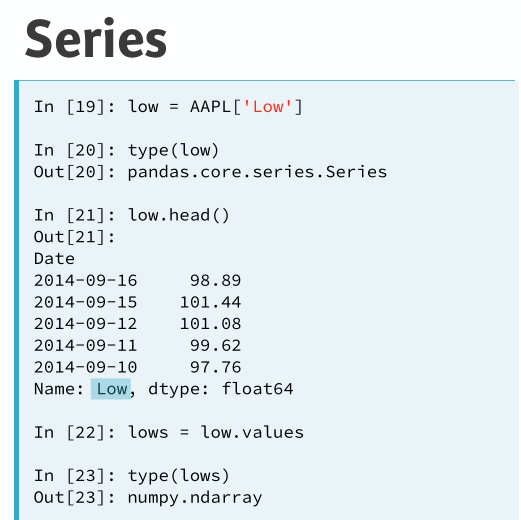 Series
In [19]: low = AAPL['Low']
In [20]: type(low)
Out[20]: pandas.core.series.Series
In [21]: low.head()
Out[21]:
Date
2014-09-16     98.89
2014-09-15    101.44
2014-09-12    101.08
2014-09-11     99.62
2014-09-10     97.76
Name: Low, dtype: float64
In [22]: lows = low.values
In [23]: type(lows)
Out[23]: numpy.ndarray